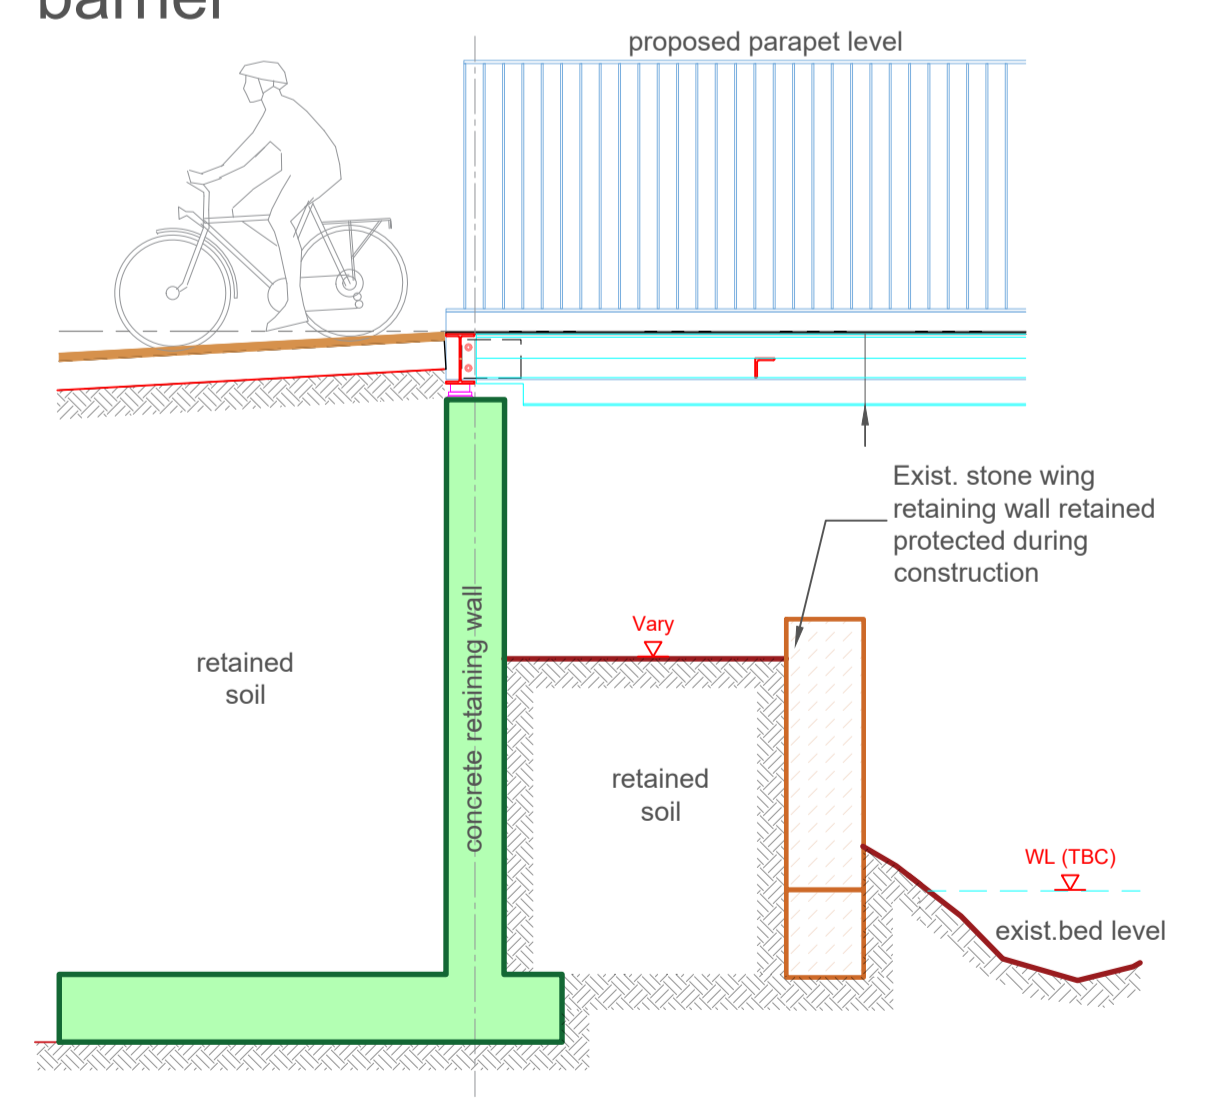 barrier
proposed parapet level
Exist. stone wing
retaining wall retained
protected during
construction
Vary
retained
soil
concrete retaining wall
retained
soil
WL (TBC)
exist.bed level